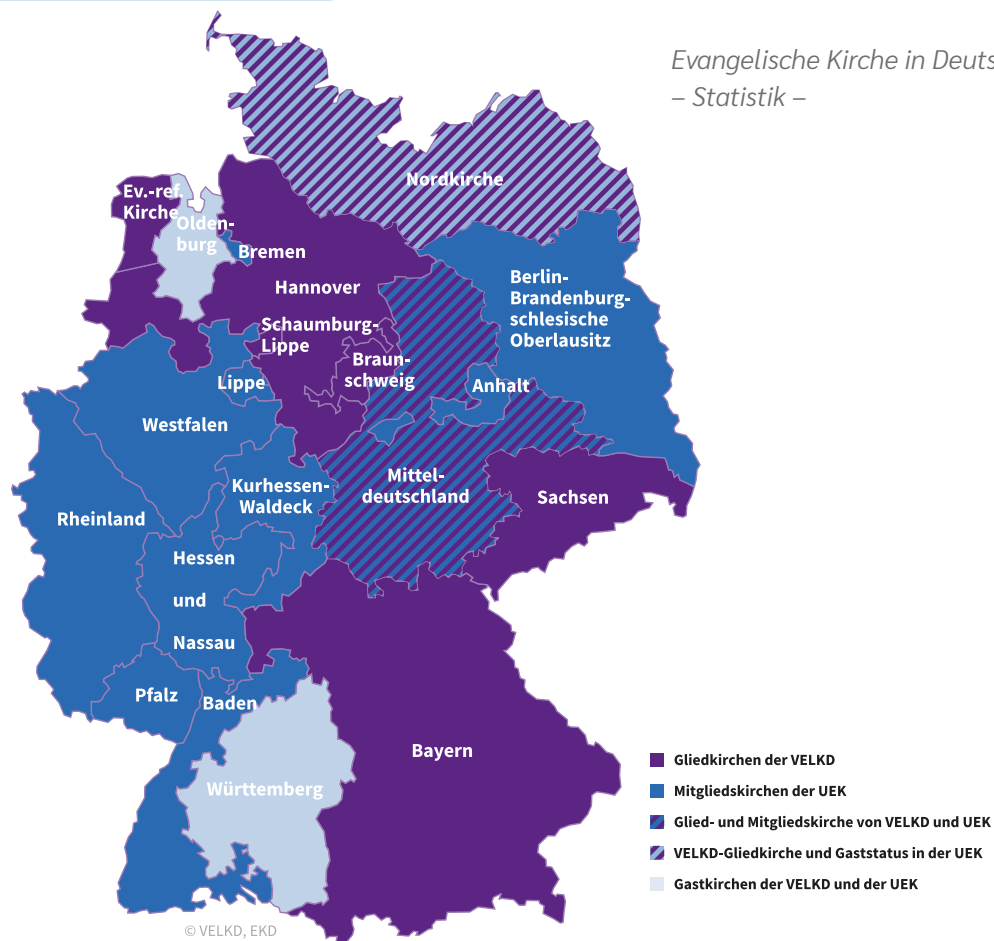 Evangelische Kirche in Deuts
– Statistik –
Nordkirche
Ev.-ref.
Kirche
Olden-
burg
Bremen
Hannover
Berlin-
Brandenburg-
schlesische
Oberlausitz
Schaumburg-
Lippe
Braun-
schweig
Lippe
Anhalt
Westfalen
Mittel-
deutschland
Kurhessen-
Waldeck
Sachsen
Rheinland
Hessen
und
Nassau
Pfalz
Baden
Bayern
Württemberg
Gliedkirchen der VELKD
Mitgliedskirchen der UEK
Glied- und Mitgliedskirche von VELKD und UEK
VELKD-Gliedkirche und Gaststatus in der UEK
Gastkirchen der VELKD und der UEK
© VELKD, EKD